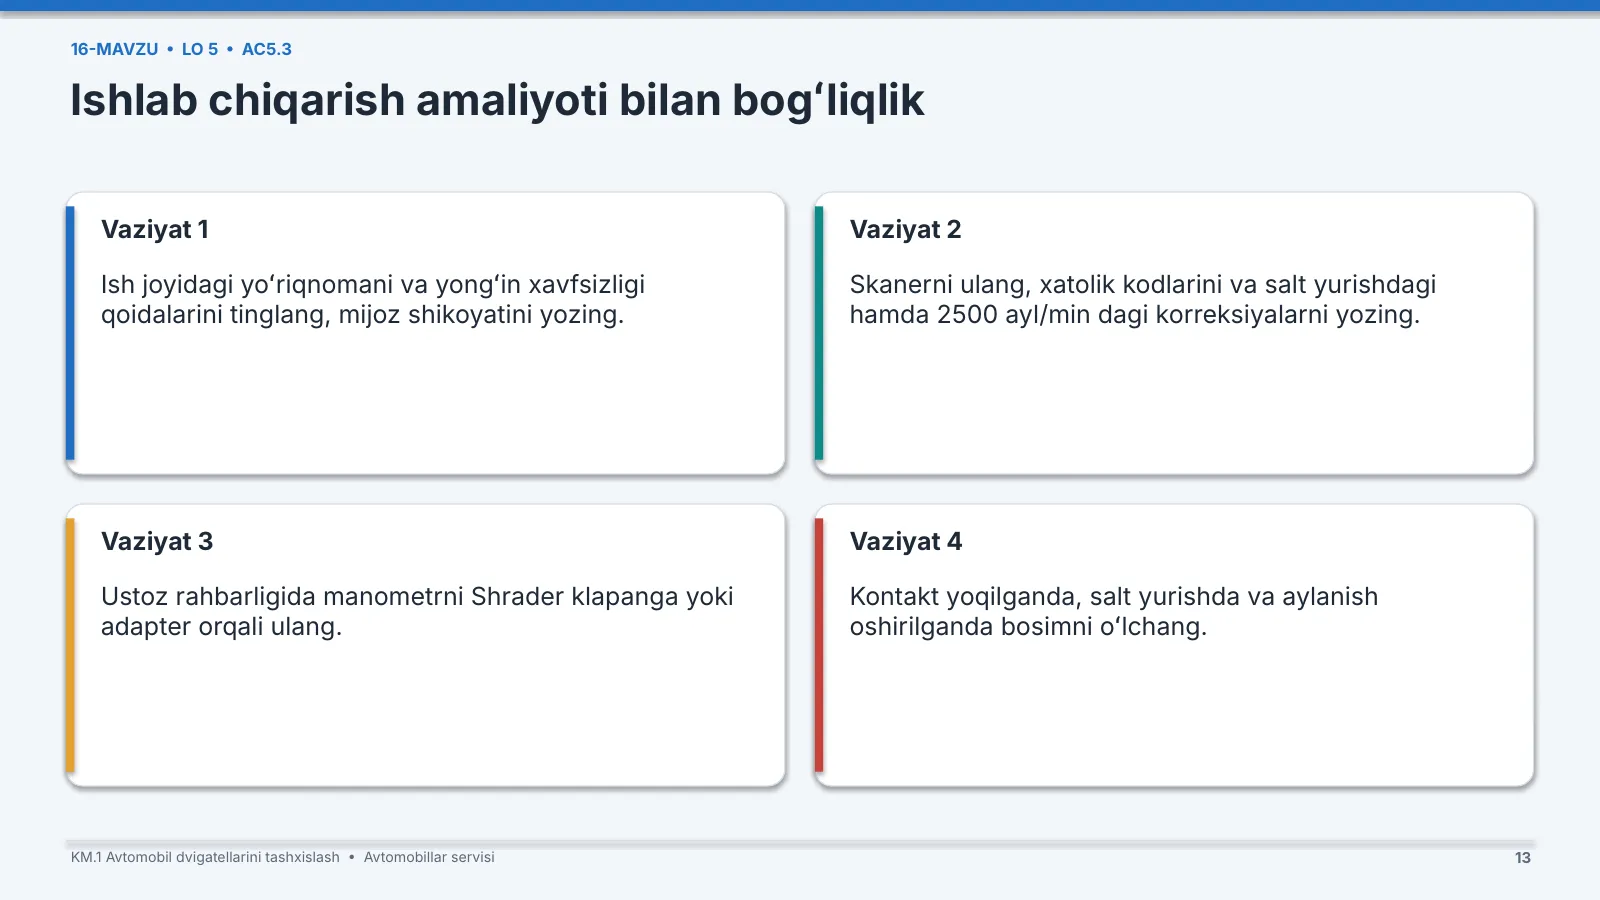 16-MAVZU • LO 5 • AC5.3
Ishlab chiqarish amaliyoti bilan bogʻliqlik
Vaziyat 1
Ish joyidagi yoʻriqnomani va yongʻin xavfsizligi
qoidalarini tinglang, mijoz shikoyatini yozing.
Vaziyat 2
Skanerni ulang, xatolik kodlarini va salt yurishdagi
hamda 2500 ayl/min dagi korreksiyalarni yozing.
Vaziyat 3
Ustoz rahbarligida manometrni Shrader klapanga yoki
adapter orqali ulang.
Vaziyat 4
Kontakt yoqilganda, salt yurishda va aylanish
oshirilganda bosimni oʻlchang.
KM.1 Avtomobil dvigatellarini tashxislash • Avtomobillar servisi
13